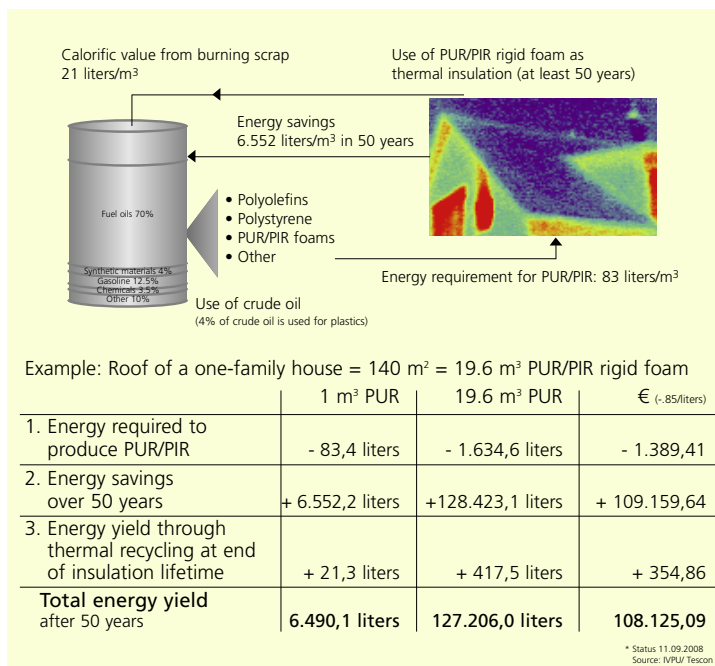 Calorific value from burning scrap
21 liters/m³
Use of PUR/PIR rigid foam as
thermal insulation (at least 50 years)
Energy savings
6.552 liters/m³ in 50 years
Fuel oils 70%
• Polyolefins
• Polystyrene
• PUR/PIR foams
• Other
Synthetic materials 4%
Gasoline 12.5%
Chemicals 3.5%
Other 10%
Energy requirement for PUR/PIR: 83 liters/m³
Use of crude oil
(4% of crude oil is used for plastics)
Example: Roof of a one-family house = 140 m² = 19.6 m³ PUR/PIR rigid foam
1 m³ PUR 19.6 m³ PUR € (-.85/liters)
1. Energy required to
produce PUR/PIR - 83,4 liters - 1.634,6 liters - 1.389,41
2. Energy savings
over 50 years + 6.552,2 liters +128.423,1 liters + 109.159,64
3. Energy yield through
thermal recycling at end
of insulation lifetime + 21,3 liters + 417,5 liters + 354,86
Total energy yield
after 50 years 6.490,1 liters 127.206,0 liters 108.125,09
* Status 11.09.2008
Source: IVPU/ Tescon